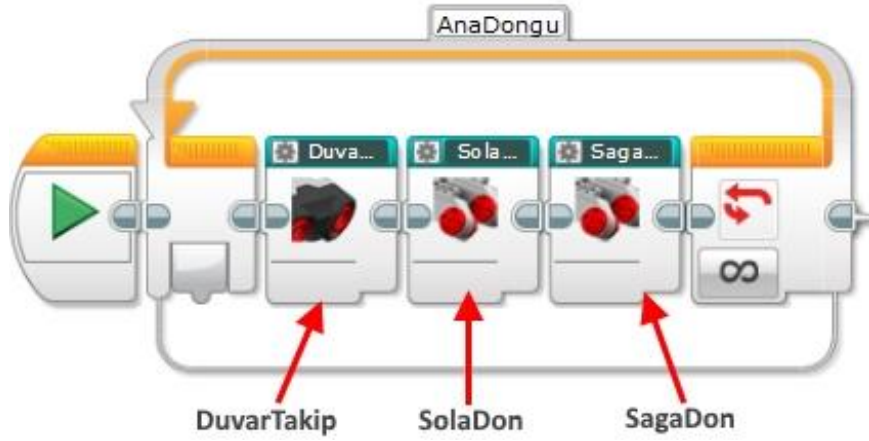 AnaDongu
Duva... Sola... Saga...
∞
DuvarTakip SolaDon SagaDon